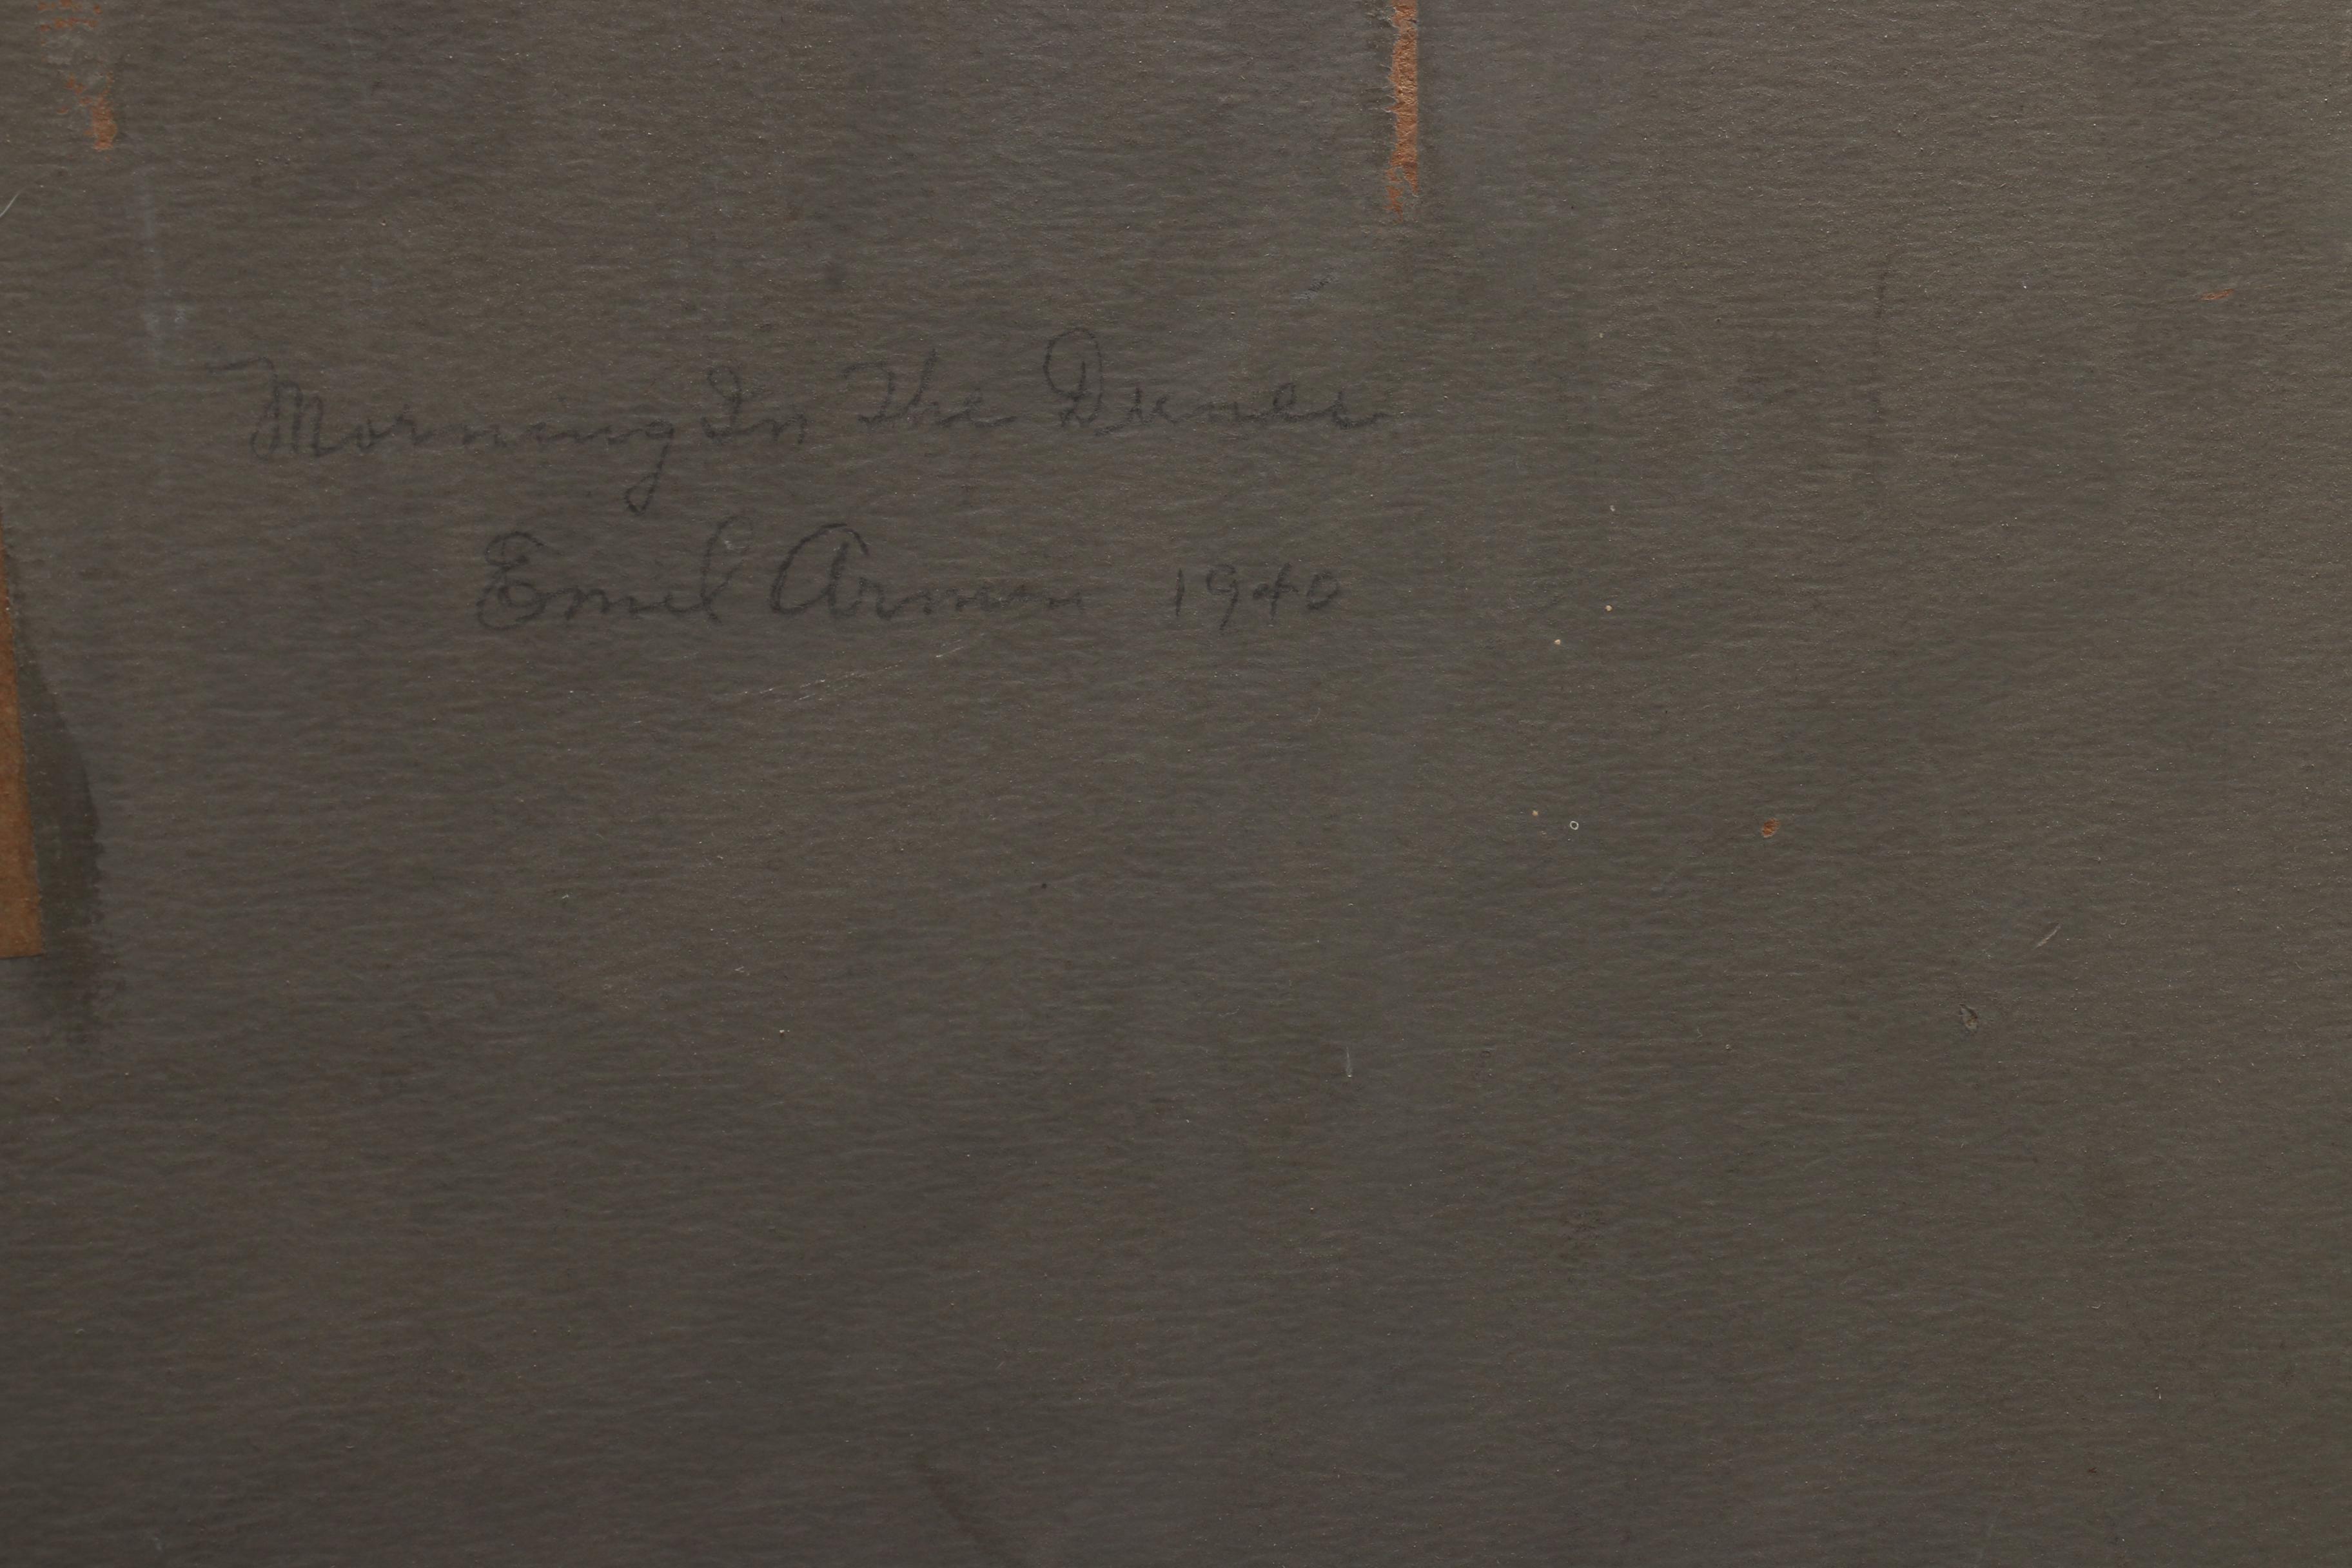 Morning In The Dunes
Emil Armin 1940